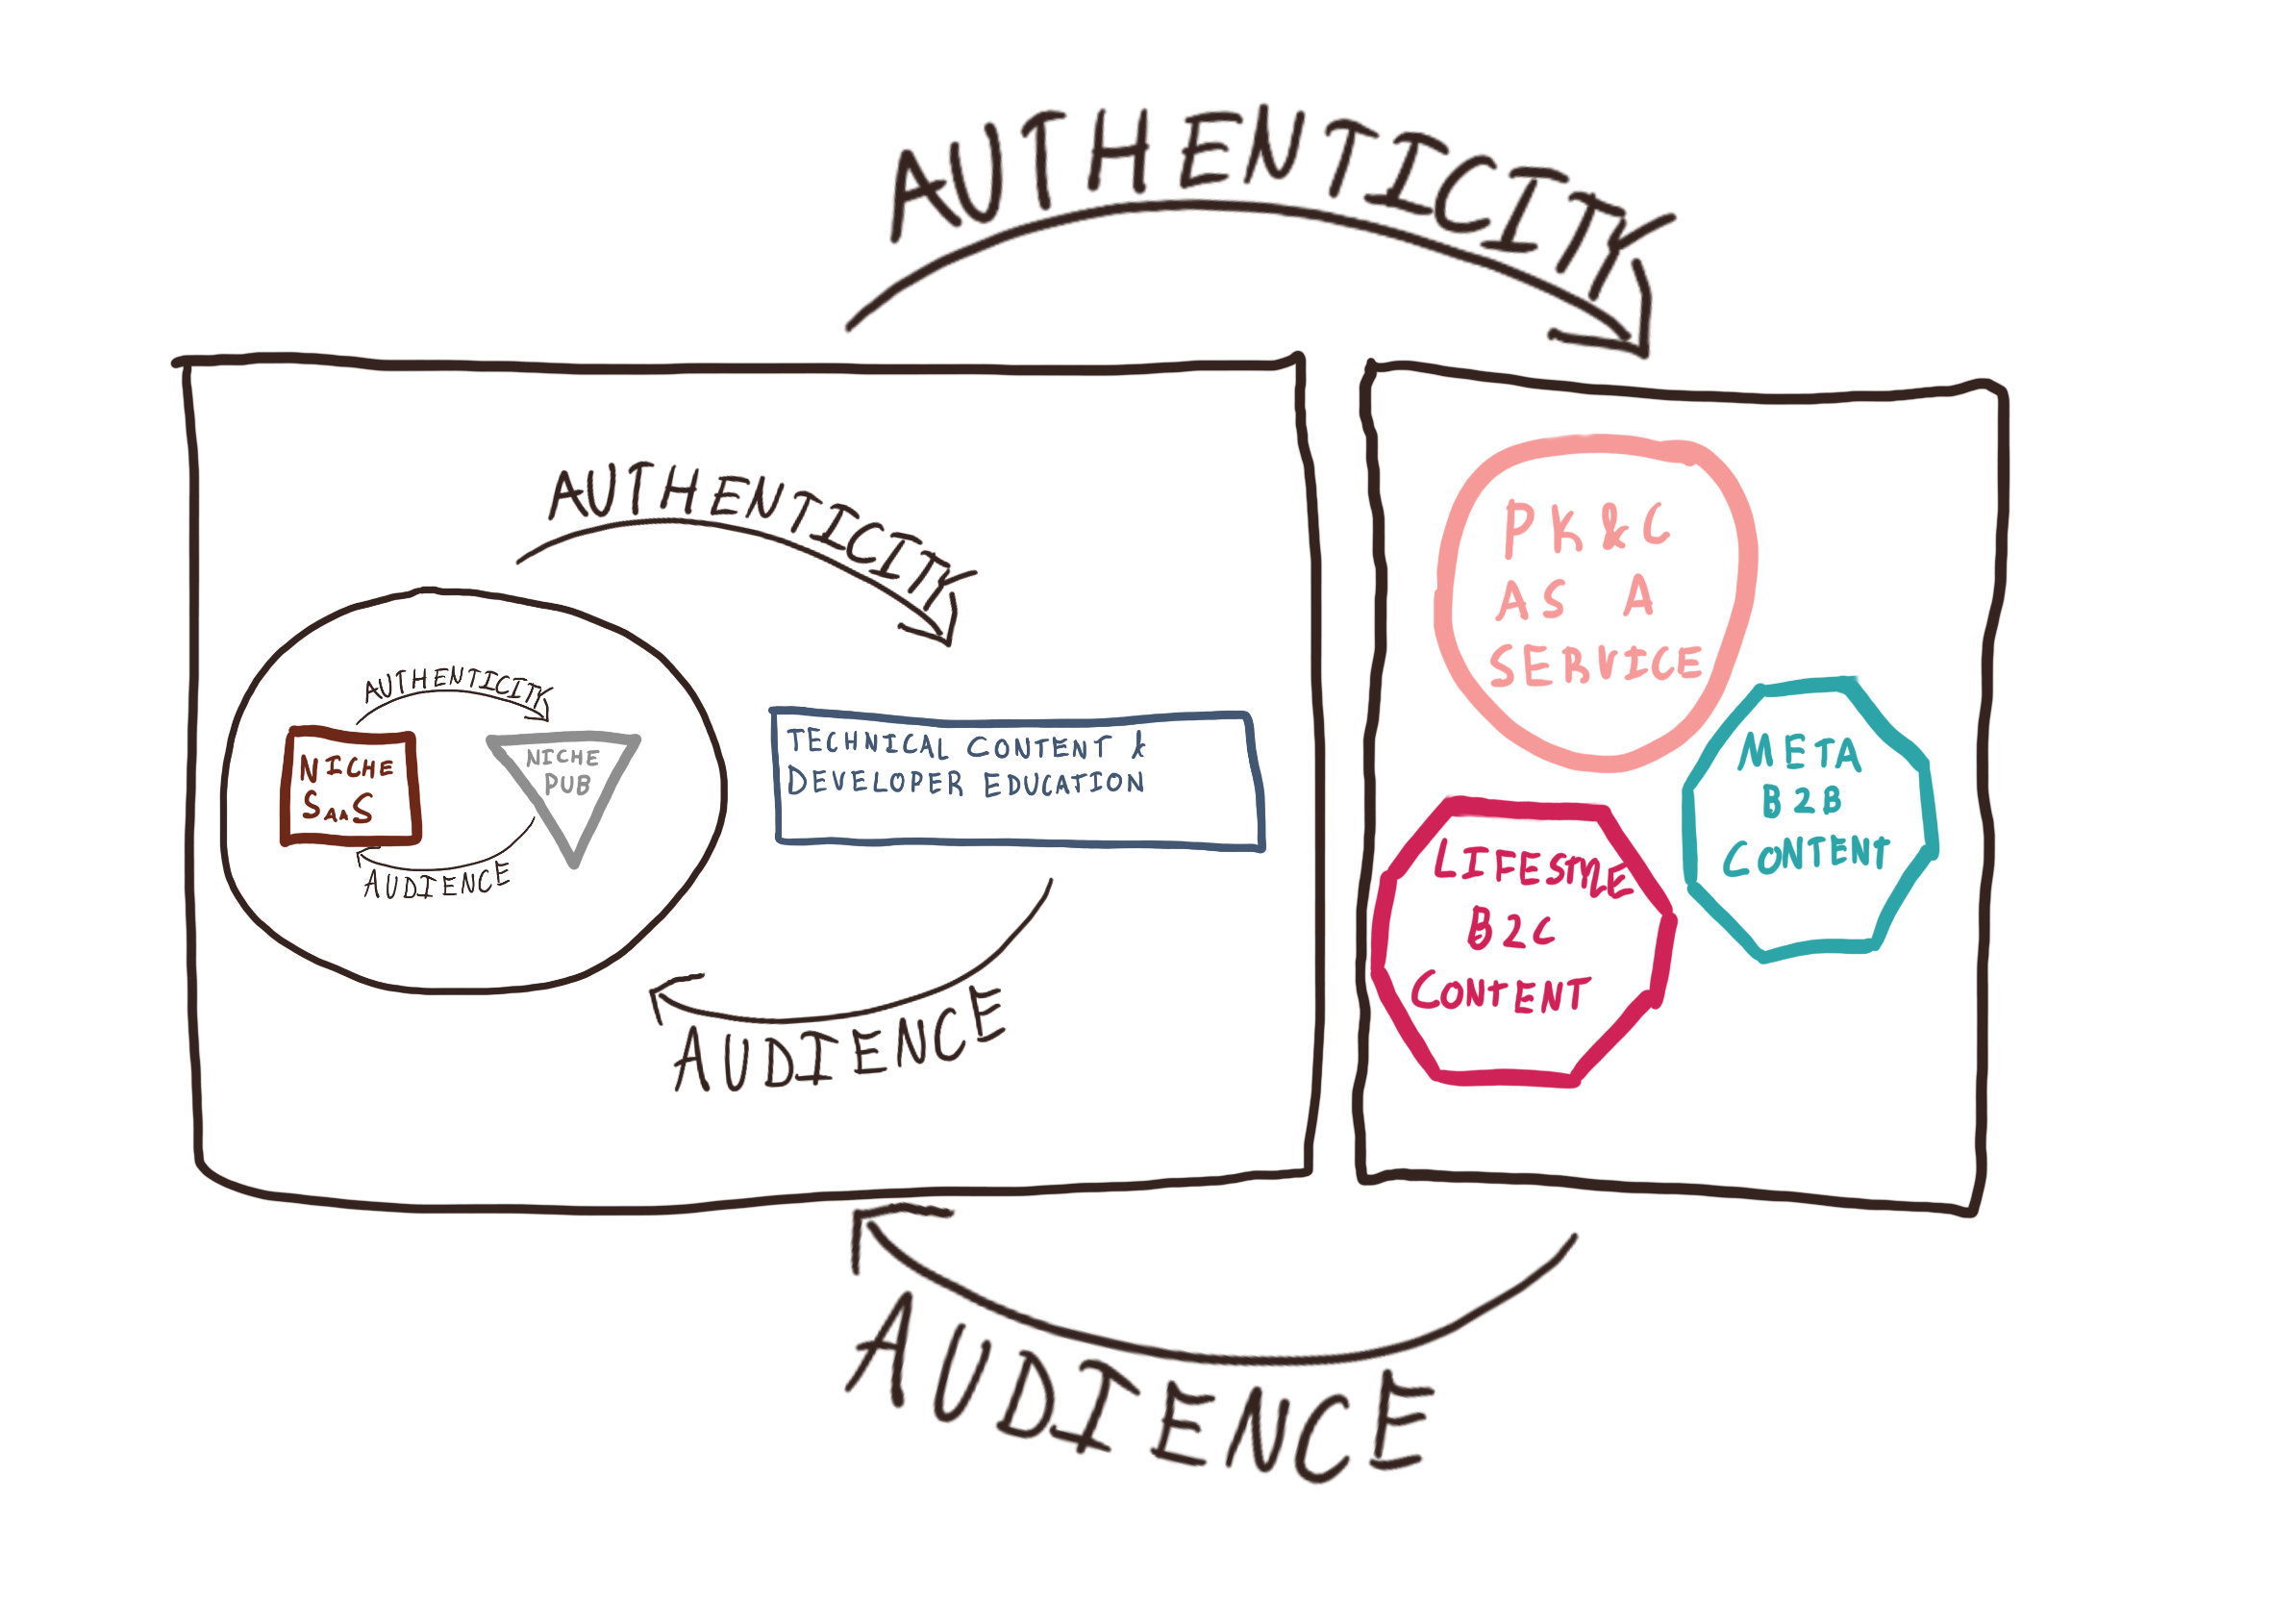 AUTHENTICITY
AUTHENTICITY
AUTHENTICITY
NICHE
SaaS
NICHE
PUB
AUDIENCE
TECHNICAL CONTENT &
DEVELOPER EDUCATION
AUDIENCE
PK&C
AS A
SERVICE
META
B2B
CONTENT
LIFESTYLE
B2C
CONTENT
AUDIENCE